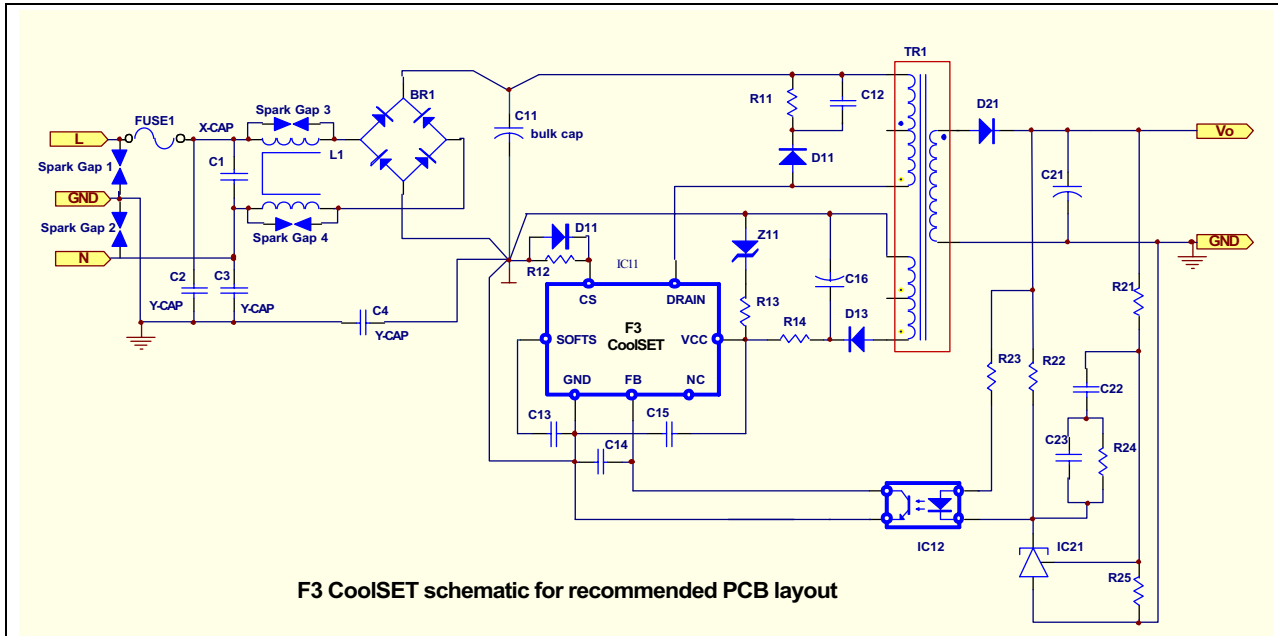 TR1
BR1
Spark Gap 3
FUSE1
X-CAP
L
L1
C1
Spark Gap 1
GND
Spark Gap 2
N
Spark Gap 4
C2
Y-CAP
C3
Y-CAP
C4
Y-CAP
C11
bulk cap
R11
C12
D11
D21
Vo
C21
GND
D11
R12
IC11
Z11
R13
C16
R14
D13
CS
DRAIN
SOFTS
F3
CoolSET
VCC
GND
FB
NC
C13
C14
C15
R21
R23
R22
C22
C23
R24
IC12
IC21
R25
F3 CoolSET schematic for recommended PCB layout